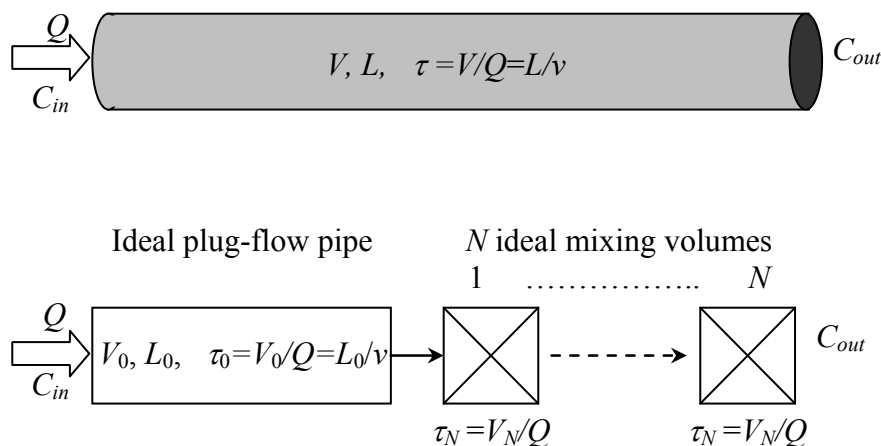 Q
V, L, τ =V/Q=L/v
C_out
C_in
Ideal plug-flow pipe
N ideal mixing volumes
1 …………….. N
Q
V_0, L_0, τ_0=V_0/Q=L_0/v
C_out
C_in
τ_N =V_N/Q
τ_N =V_N/Q